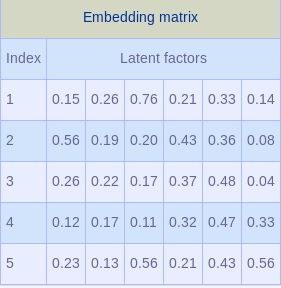 Embedding matrix
Index Latent factors
1 0.15 0.26 0.76 0.21 0.33 0.14
2 0.56 0.19 0.20 0.43 0.36 0.08
3 0.26 0.22 0.17 0.37 0.48 0.04
4 0.12 0.17 0.11 0.32 0.47 0.33
5 0.23 0.13 0.56 0.21 0.43 0.56